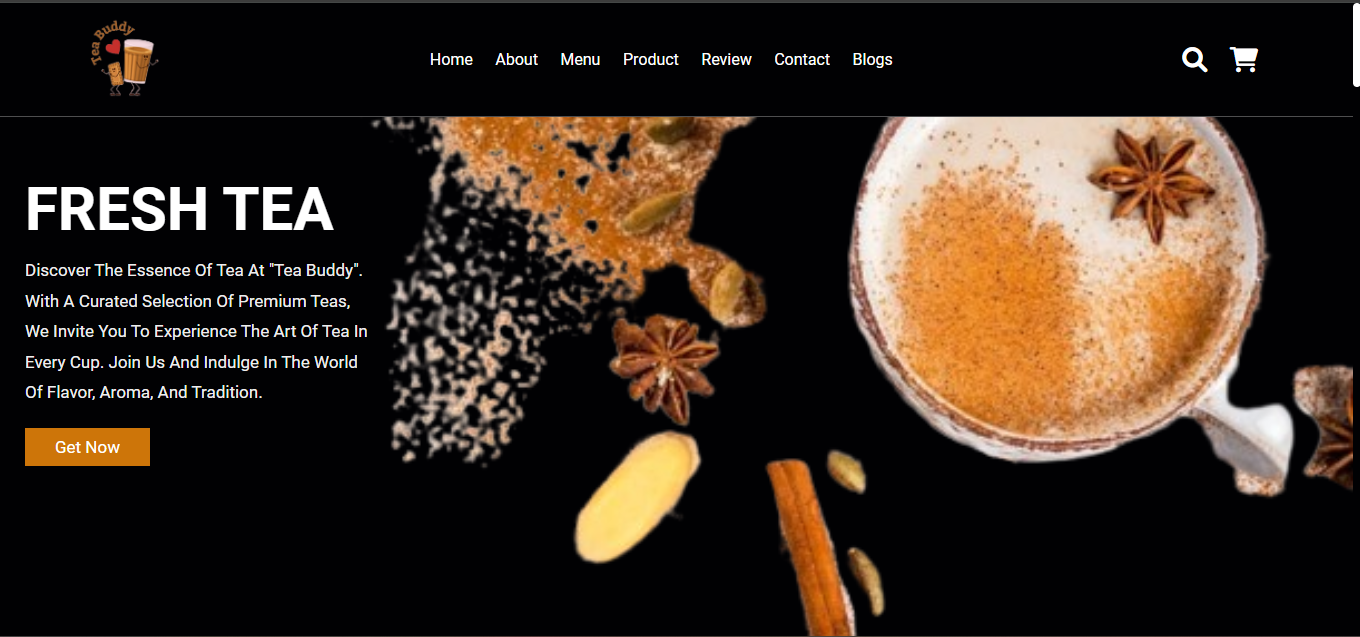 Tea Buddy
Home About Menu Product Review Contact Blogs
FRESH TEA
Discover The Essence Of Tea At "Tea Buddy".
With A Curated Selection Of Premium Teas,
We Invite You To Experience The Art Of Tea In
Every Cup. Join Us And Indulge In The World
Of Flavor, Aroma, And Tradition.
Get Now